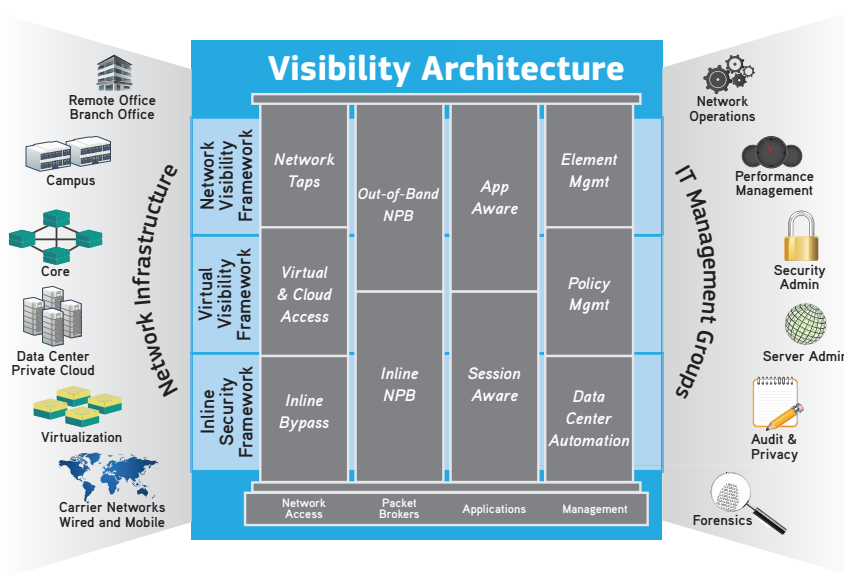 Visibility Architecture
Remote Office
Branch Office
Campus
Core
Data Center
Private Cloud
Virtualization
Carrier Networks
Wired and Mobile
Network Infrastructure
Network
Visibility
Framework
Virtual
Visibility
Framework
Inline
Security
Framework
Network
Taps
Virtual
& Cloud
Access
Inline
Bypass
Out-of-Band
NPB
Inline
NPB
App
Aware
Session
Aware
Element
Mgmt
Policy
Mgmt
Data
Center
Automation
Network
Access
Packet
Brokers
Applications
Management
IT Management Groups
Network
Operations
Performance
Management
Security
Admin
Server Admin
Audit &
Privacy
Forensics